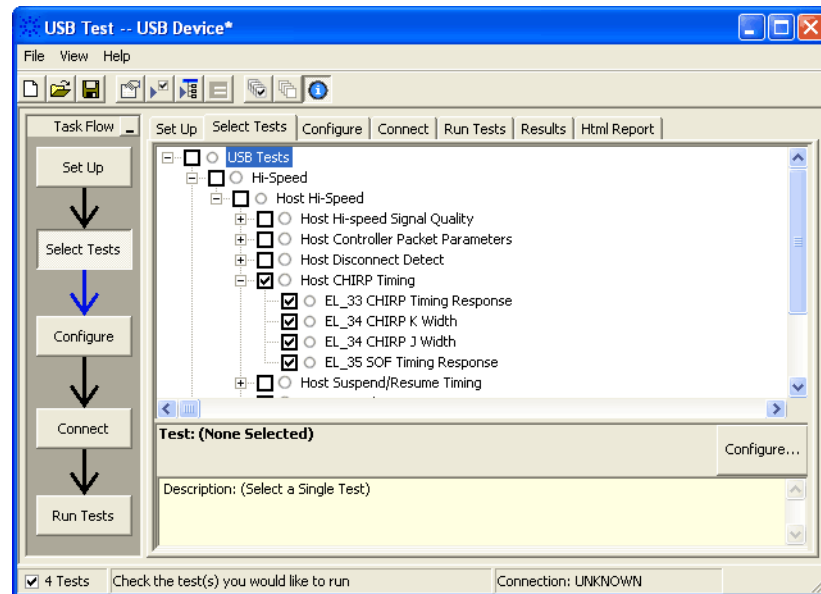 USB Test -- USB Device*
File View Help
Task Flow
Set Up Select Tests Configure Connect Run Tests Results Html Report
Set Up
Select Tests
Configure
Connect
Run Tests
USB Tests
Hi-Speed
Host Hi-Speed
Host Hi-speed Signal Quality
Host Controller Packet Parameters
Host Disconnect Detect
Host CHIRP Timing
EL_33 CHIRP Timing Response
EL_34 CHIRP K Width
EL_34 CHIRP J Width
EL_35 SOF Timing Response
Host Suspend/Resume Timing
Test: (None Selected)
Configure...
Description: (Select a Single Test)
4 Tests Check the test(s) you would like to run Connection: UNKNOWN